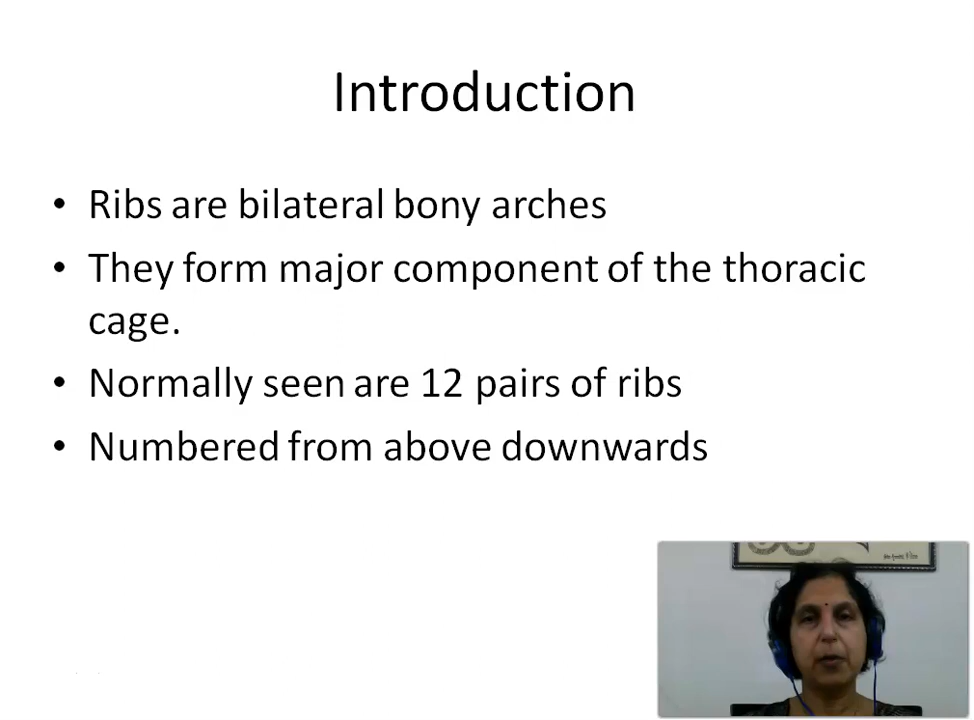 Introduction
• Ribs are bilateral bony arches
• They form major component of the thoracic
cage.
• Normally seen are 12 pairs of ribs
• Numbered from above downwards